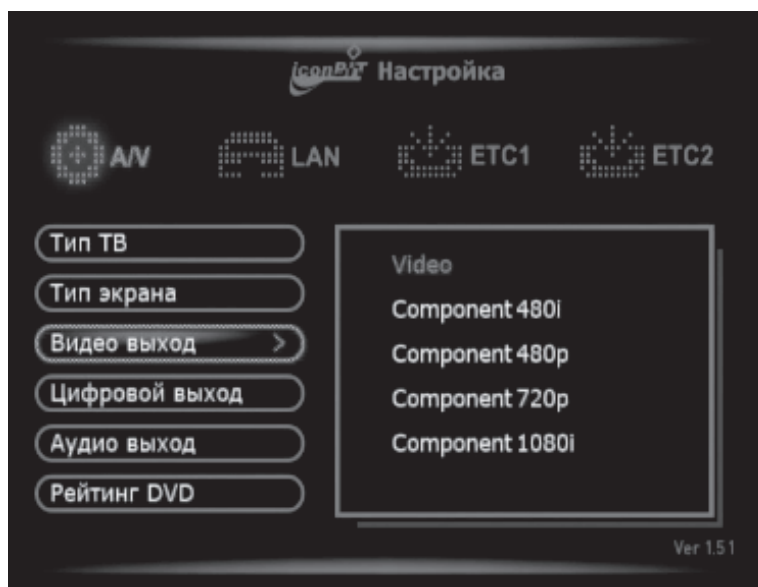 iconBIT Настройка
A/V LAN ETC1 ETC2
Тип ТВ
Тип экрана
Видео выход >
Цифровой выход
Аудио выход
Рейтинг DVD
Video
Component 480i
Component 480p
Component 720p
Component 1080i
Ver 1.51